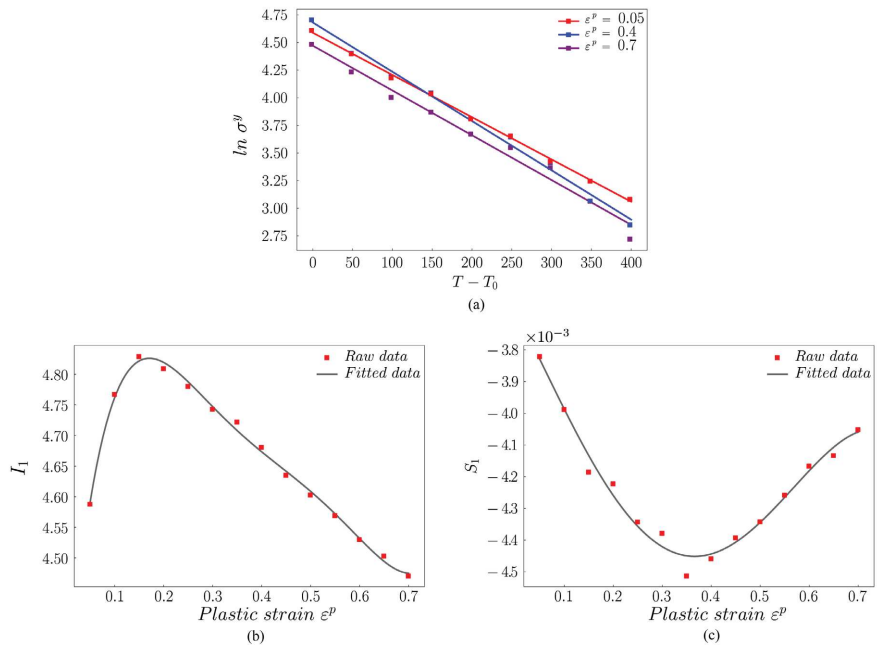 4.75
4.50
4.25
4.00
3.75
3.50
3.25
3.00
2.75
ln σ^y
ε^p = 0.05
ε^p = 0.4
ε^p = 0.7
0 50 100 150 200 250 300 350 400
T − T_0
(a)
4.80
4.75
4.70
4.65
4.60
4.55
4.50
I_1
Raw data
Fitted data
0.1 0.2 0.3 0.4 0.5 0.6 0.7
Plastic strain ε^p
(b)
×10^−3
−3.8
−3.9
−4.0
−4.1
−4.2
−4.3
−4.4
−4.5
S_1
Raw data
Fitted data
0.1 0.2 0.3 0.4 0.5 0.6 0.7
Plastic strain ε^p
(c)